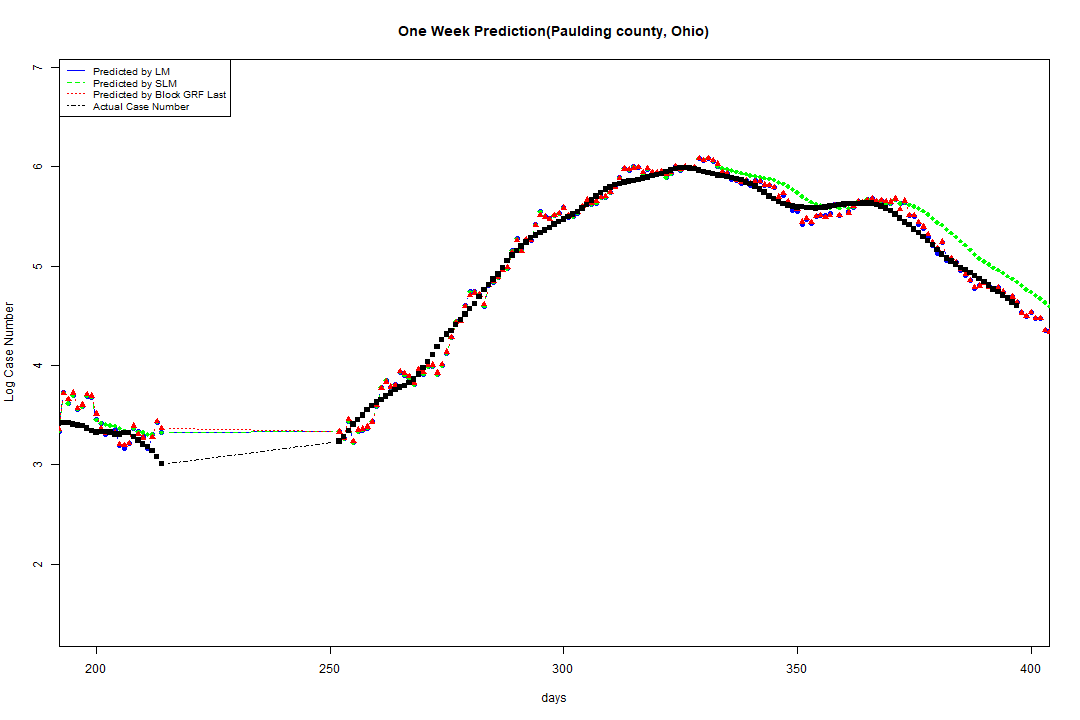 One Week Prediction(Paulding county, Ohio)
Predicted by LM
Predicted by SLM
Predicted by Block GRF Last
Actual Case Number
7
6
5
4
3
2
Log Case Number
200 250 300 350 400
days